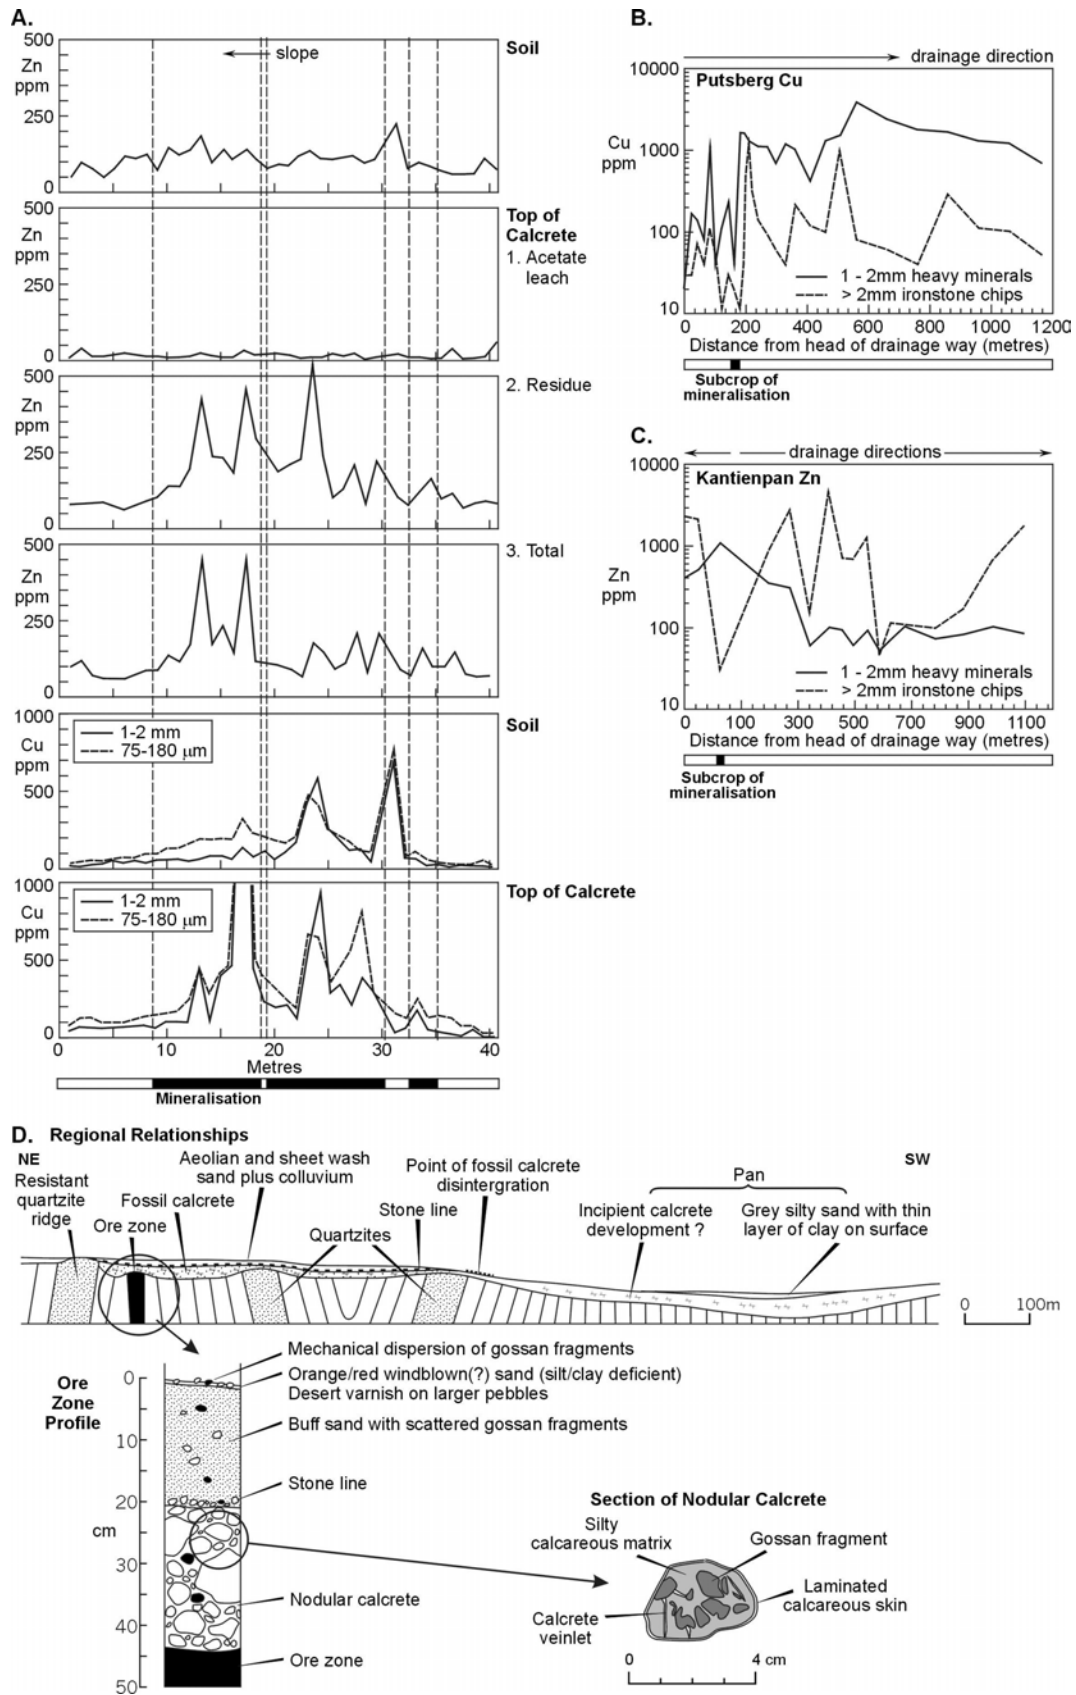 A.
500
Zn
ppm
250
0
slope
Soil
500
Zn
ppm
250
0
Top of
Calcrete
1. Acetate
leach
500
Zn
ppm
250
0
2. Residue
500
Zn
ppm
250
0
3. Total
1000
Cu
ppm
500
0
1-2 mm
75-180 μm
Soil
1000
Cu
ppm
500
0
1-2 mm
75-180 μm
Top of Calcrete
0
10
20
30
40
Metres
Mineralisation
B.
drainage direction
10000
Putsberg Cu
Cu
ppm
1000
100
10
1 - 2mm heavy minerals
> 2mm ironstone chips
0
200
400
600
800
1000
1200
Distance from head of drainage way (metres)
Subcrop of
mineralisation
C.
drainage directions
10000
Kantienpan Zn
1000
Zn
ppm
100
10
1 - 2mm heavy minerals
> 2mm ironstone chips
0
100
300
500
700
900
1100
Distance from head of drainage way (metres)
Subcrop of
mineralisation
D. Regional Relationships
NE
SW
Resistant
quartzite
ridge
Fossil calcrete
Ore zone
Aeolian and sheet wash
sand plus colluvium
Quartzites
Stone line
Point of fossil calcrete
disintergration
Pan
Incipient calcrete
development ?
Grey silty sand with thin
layer of clay on surface
0
100m
Ore
Zone
Profile
0
10
20
cm
30
40
50
Mechanical dispersion of gossan fragments
Orange/red windblown(?) sand (silt/clay deficient)
Desert varnish on larger pebbles
Buff sand with scattered gossan fragments
Stone line
Nodular calcrete
Ore zone
Section of Nodular Calcrete
Silty
calcareous matrix
Gossan fragment
Calcrete
veinlet
Laminated
calcareous skin
0
4 cm